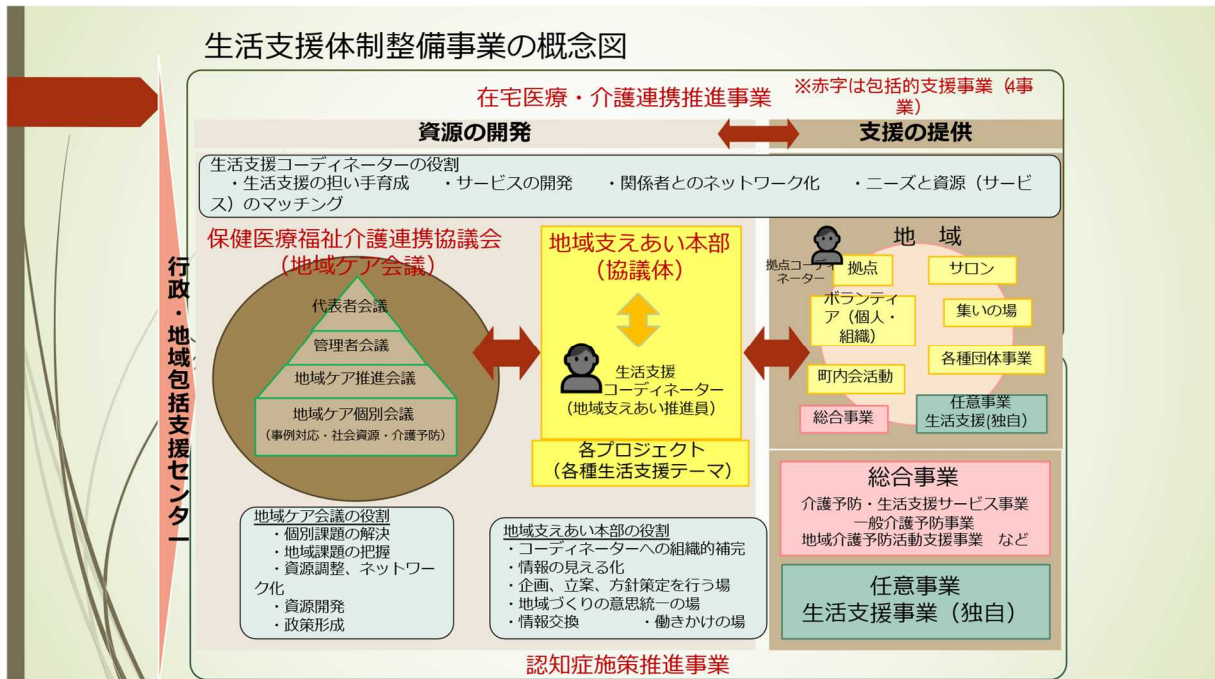 生活支援体制整備事業の概念図
在宅医療・介護連携推進事業
※赤字は包括的支援事業（4事
業）
資源の開発
支援の提供
生活支援コーディネーターの役割
・生活支援の担い手育成　・サービスの開発　・関係者とのネットワーク化　・ニーズと資源（サービ
ス）のマッチング
行政・地域包括支援センター
保健医療福祉介護連携協議会
（地域ケア会議）
代表者会議
管理者会議
地域ケア推進会議
地域ケア個別会議
（事例対応・社会資源・介護予防）
地域支えあい本部
（協議体）
生活支援
コーディネーター
（地域支えあい推進員）
各プロジェクト
（各種生活支援テーマ）
地　域
拠点コーディ
ネーター
拠点
サロン
ボランティ
ア（個人・
組織）
集いの場
各種団体事業
町内会活動
総合事業
任意事業
生活支援(独自）
総合事業
介護予防・生活支援サービス事業
一般介護予防事業
地域介護予防活動支援事業　など
任意事業
生活支援事業（独自）
地域ケア会議の役割
・個別課題の解決
・地域課題の把握
・資源調整、ネットワー
ク化
・資源開発
・政策形成
地域支えあい本部の役割
・コーディネーターへの組織的補完
・情報の見える化
・企画、立案、方針策定を行う場
・地域づくりの意思統一の場
・情報交換　　・働きかけの場
認知症施策推進事業